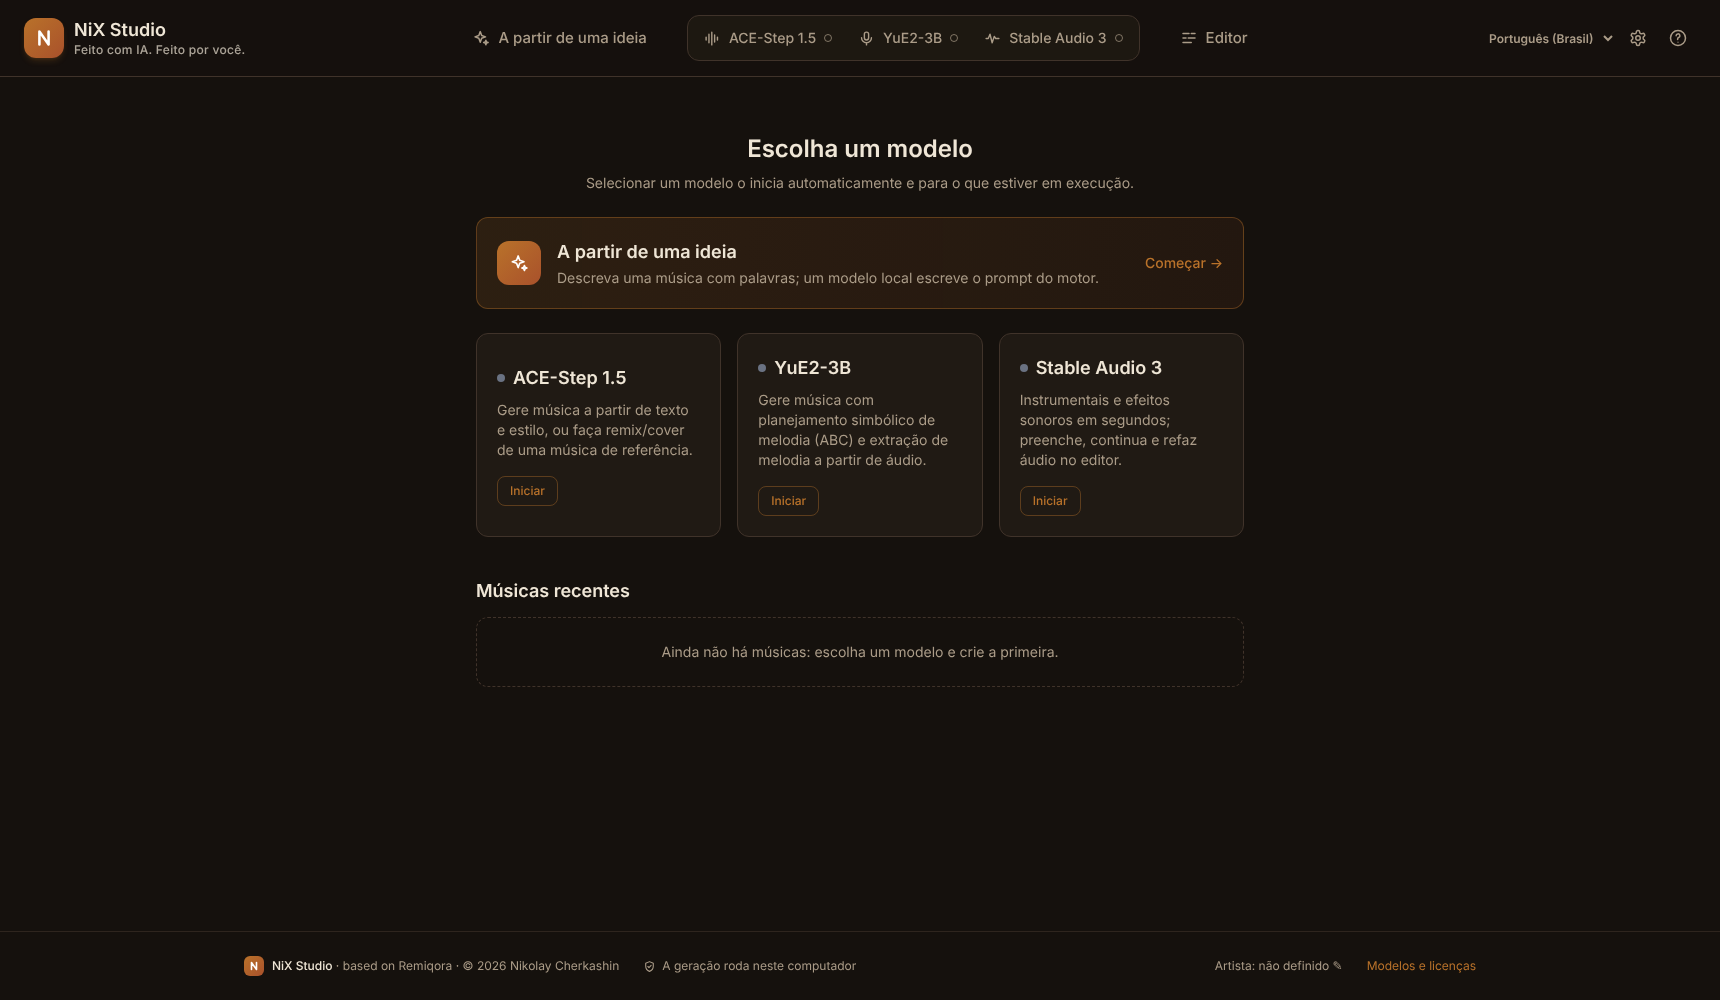 N
NiX Studio
Feito com IA. Feito por você.
A partir de uma ideia
ACE-Step 1.5
YuE2-3B
Stable Audio 3
Editor
Português (Brasil)
Escolha um modelo
Selecionar um modelo o inicia automaticamente e para o que estiver em execução.
A partir de uma ideia
Descreva uma música com palavras; um modelo local escreve o prompt do motor.
Começar →
ACE-Step 1.5
Gere música a partir de texto
e estilo, ou faça remix/cover
de uma música de referência.
Iniciar
YuE2-3B
Gere música com
planejamento simbólico de
melodia (ABC) e extração de
melodia a partir de áudio.
Iniciar
Stable Audio 3
Instrumentais e efeitos
sonoros em segundos;
preenche, continua e refaz
áudio no editor.
Iniciar
Músicas recentes
Ainda não há músicas: escolha um modelo e crie a primeira.
N
NiX Studio · based on Remiqora · © 2026 Nikolay Cherkashin
A geração roda neste computador
Artista: não definido ✎
Modelos e licenças